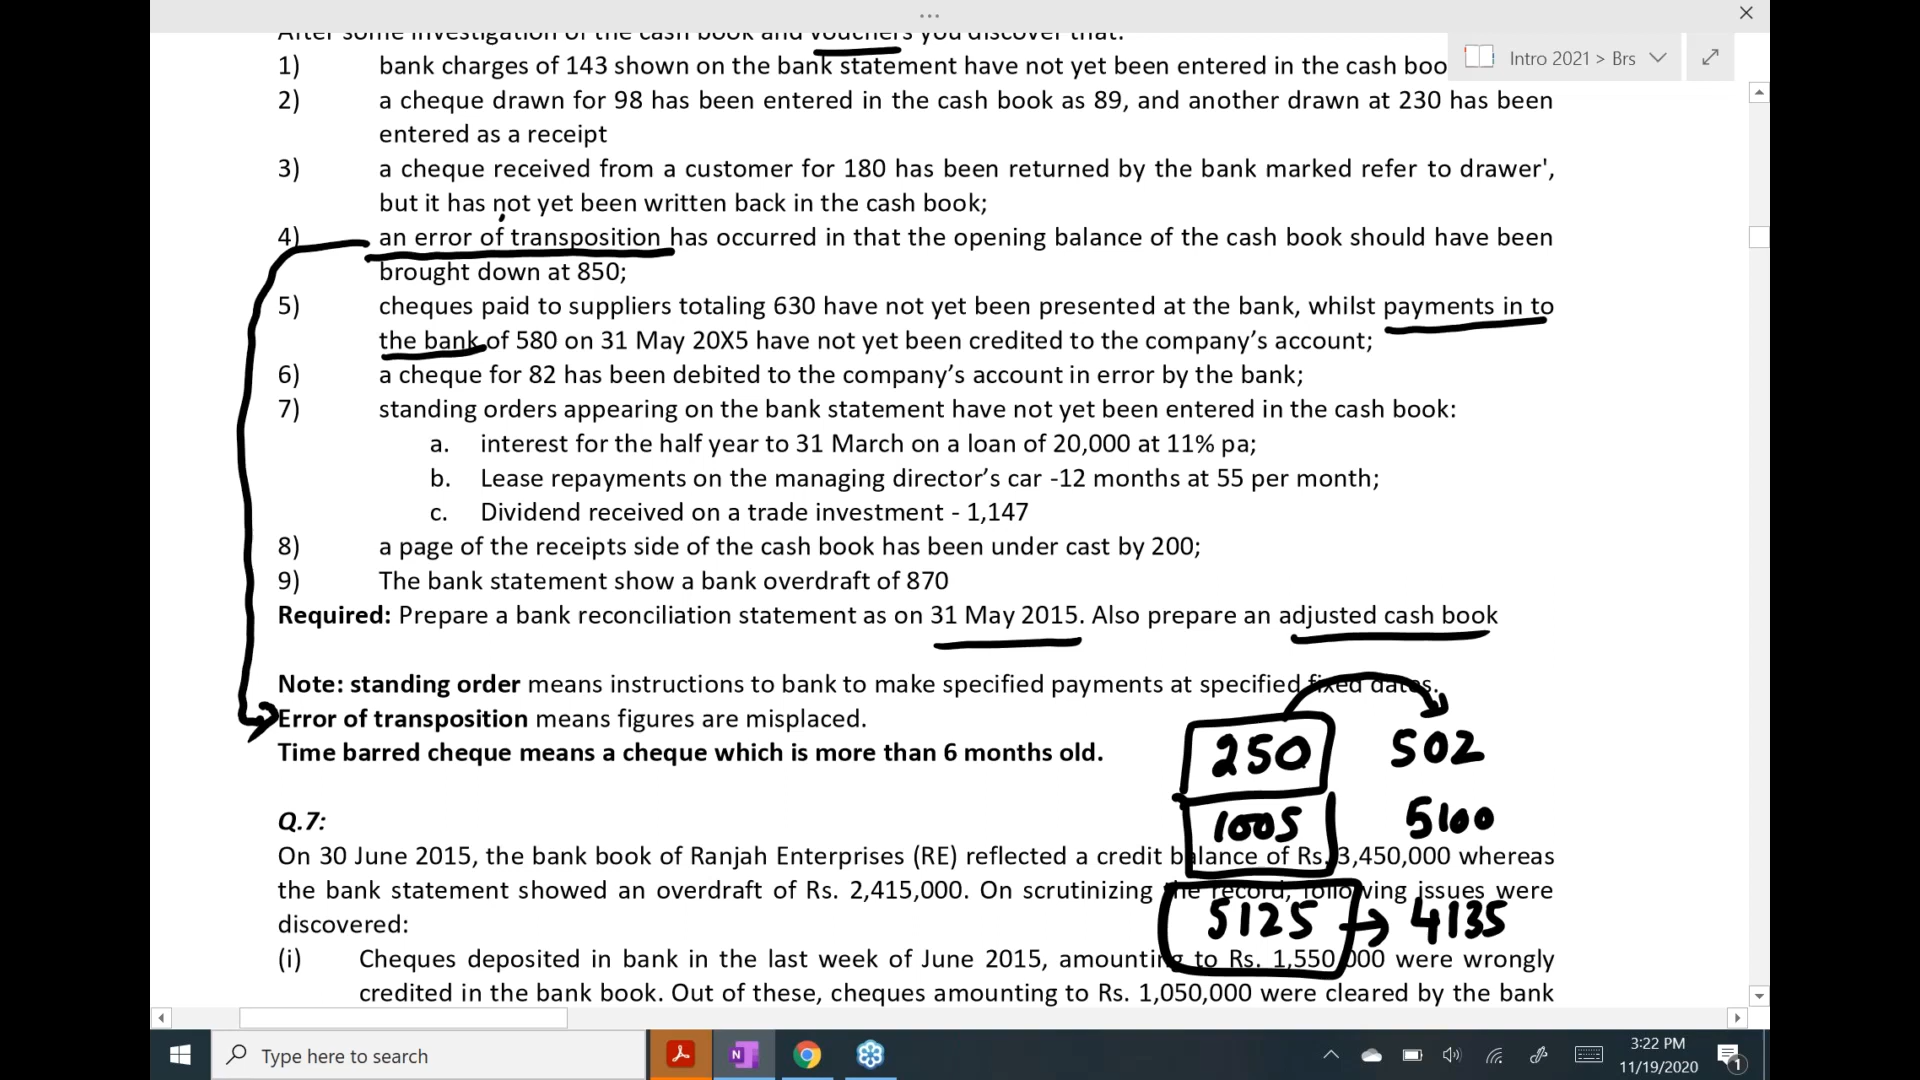 ...
After some investigation of the cash book and vouchers you discover that:
1) bank charges of 143 shown on the bank statement have not yet been entered in the cash boo
Intro 2021 > Brs
2) a cheque drawn for 98 has been entered in the cash book as 89, and another drawn at 230 has been
entered as a receipt
3) a cheque received from a customer for 180 has been returned by the bank marked refer to drawer',
but it has not yet been written back in the cash book;
4) an error of transposition has occurred in that the opening balance of the cash book should have been
brought down at 850;
5) cheques paid to suppliers totaling 630 have not yet been presented at the bank, whilst payments in to
the bank of 580 on 31 May 20X5 have not yet been credited to the company’s account;
6) a cheque for 82 has been debited to the company’s account in error by the bank;
7) standing orders appearing on the bank statement have not yet been entered in the cash book:
a. interest for the half year to 31 March on a loan of 20,000 at 11% pa;
b. Lease repayments on the managing director’s car -12 months at 55 per month;
c. Dividend received on a trade investment - 1,147
8) a page of the receipts side of the cash book has been under cast by 200;
9) The bank statement show a bank overdraft of 870
Required: Prepare a bank reconciliation statement as on 31 May 2015. Also prepare an adjusted cash book
Note: standing order means instructions to bank to make specified payments at specified fixed dates.
Error of transposition means figures are misplaced.
Time barred cheque means a cheque which is more than 6 months old.
250 502
1005 5100
5125 4135
Q.7:
On 30 June 2015, the bank book of Ranjah Enterprises (RE) reflected a credit balance of Rs. 3,450,000 whereas
the bank statement showed an overdraft of Rs. 2,415,000. On scrutinizing the record, following issues were
discovered:
(i) Cheques deposited in bank in the last week of June 2015, amounting to Rs. 1,550,000 were wrongly
credited in the bank book. Out of these, cheques amounting to Rs. 1,050,000 were cleared by the bank
Type here to search
3:22 PM
11/19/2020
1